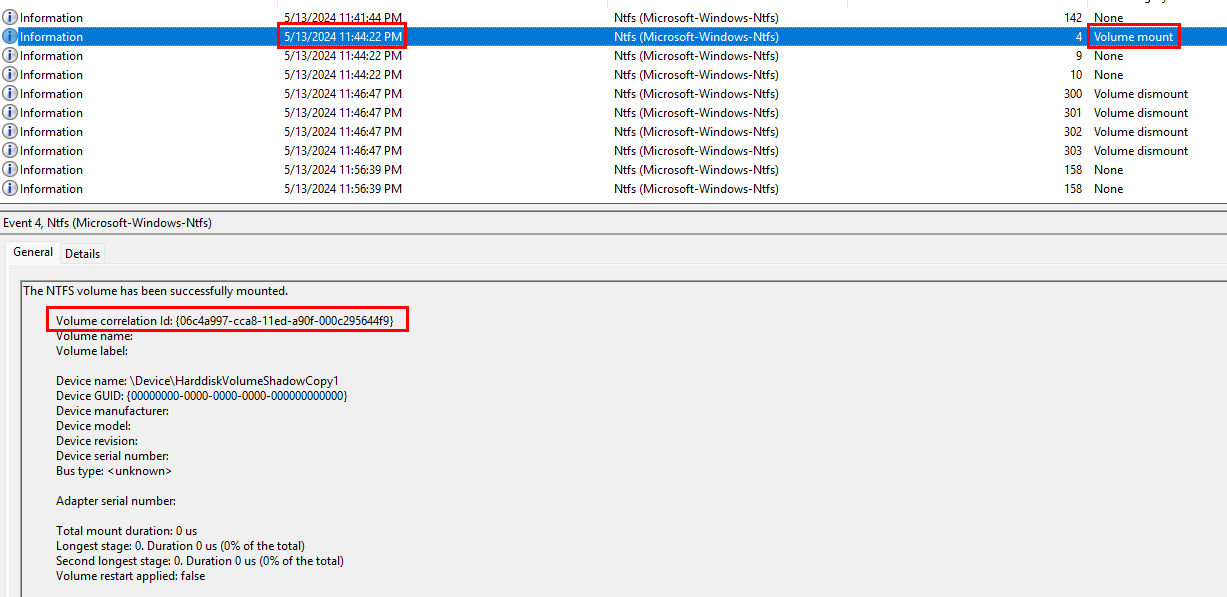 Information 5/13/2024 11:41:44 PM Ntfs (Microsoft-Windows-Ntfs) 142 None
Information 5/13/2024 11:44:22 PM Ntfs (Microsoft-Windows-Ntfs) 4 Volume mount
Information 5/13/2024 11:44:22 PM Ntfs (Microsoft-Windows-Ntfs) 9 None
Information 5/13/2024 11:44:22 PM Ntfs (Microsoft-Windows-Ntfs) 10 None
Information 5/13/2024 11:46:47 PM Ntfs (Microsoft-Windows-Ntfs) 300 Volume dismount
Information 5/13/2024 11:46:47 PM Ntfs (Microsoft-Windows-Ntfs) 301 Volume dismount
Information 5/13/2024 11:46:47 PM Ntfs (Microsoft-Windows-Ntfs) 302 Volume dismount
Information 5/13/2024 11:46:47 PM Ntfs (Microsoft-Windows-Ntfs) 303 Volume dismount
Information 5/13/2024 11:56:39 PM Ntfs (Microsoft-Windows-Ntfs) 158 None
Information 5/13/2024 11:56:39 PM Ntfs (Microsoft-Windows-Ntfs) 158 None
Event 4, Ntfs (Microsoft-Windows-Ntfs)
General Details
The NTFS volume has been successfully mounted.
Volume correlation Id: {06c4a997-cca8-11ed-a90f-000c295644f9}
Volume name:
Volume label:
Device name: \Device\HarddiskVolumeShadowCopy1
Device GUID: {00000000-0000-0000-0000-000000000000}
Device manufacturer:
Device model:
Device revision:
Device serial number:
Bus type: <unknown>
Adapter serial number:
Total mount duration: 0 us
Longest stage: 0. Duration 0 us (0% of the total)
Second longest stage: 0. Duration 0 us (0% of the total)
Volume restart applied: false